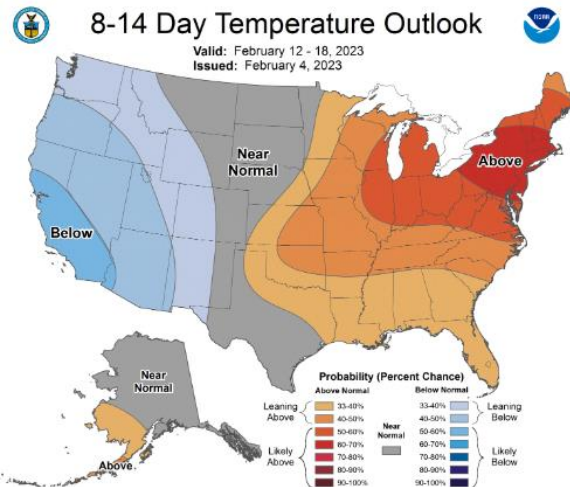 8-14 Day Temperature Outlook
Valid: February 12 - 18, 2023
Issued: February 4, 2023
NOAA
Near
Normal
Above
Below
Near
Normal
Above
Probability (Percent Chance)
Above Normal
Below Normal
Leaning
Above
33-40%
40-50%
Likely
Above
50-60%
60-70%
70-80%
80-90%
90-100%
Near
Normal
33-40%
40-50%
Leaning
Below
50-60%
60-70%
70-80%
80-90%
90-100%
Likely
Below